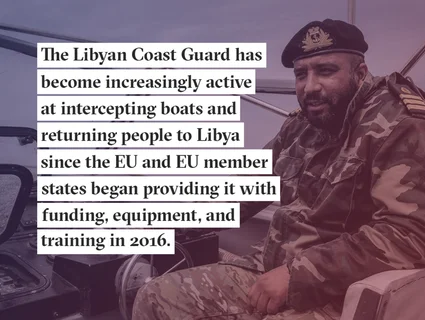 The Libyan Coast Guard has
become increasingly active
at intercepting boats and
returning people to Libya
since the EU and EU member
states began providing it with
funding, equipment, and
training in 2016.